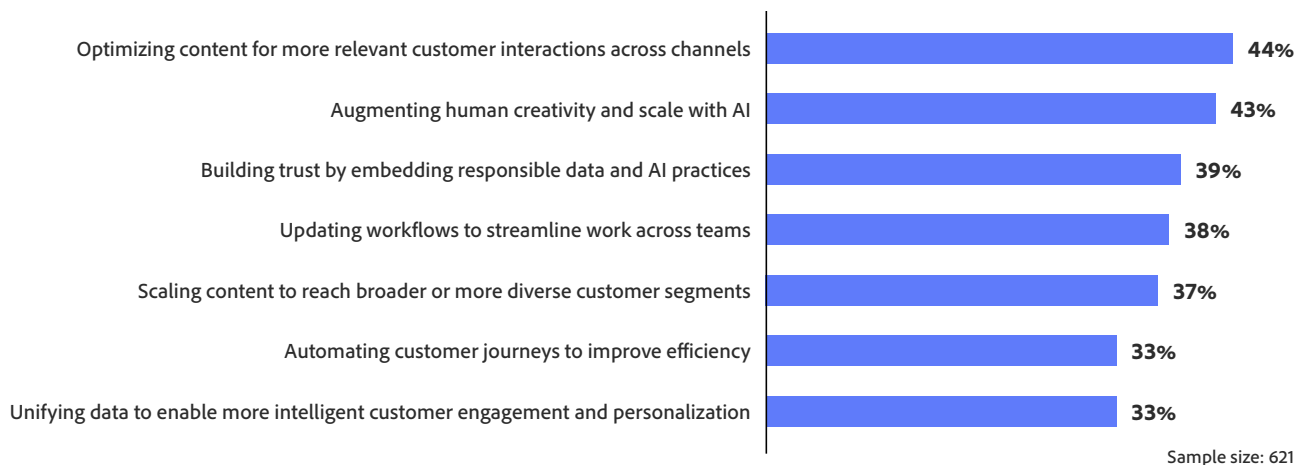 Optimizing content for more relevant customer interactions across channels 44%
Augmenting human creativity and scale with AI 43%
Building trust by embedding responsible data and AI practices 39%
Updating workflows to streamline work across teams 38%
Scaling content to reach broader or more diverse customer segments 37%
Automating customer journeys to improve efficiency 33%
Unifying data to enable more intelligent customer engagement and personalization 33%
Sample size: 621